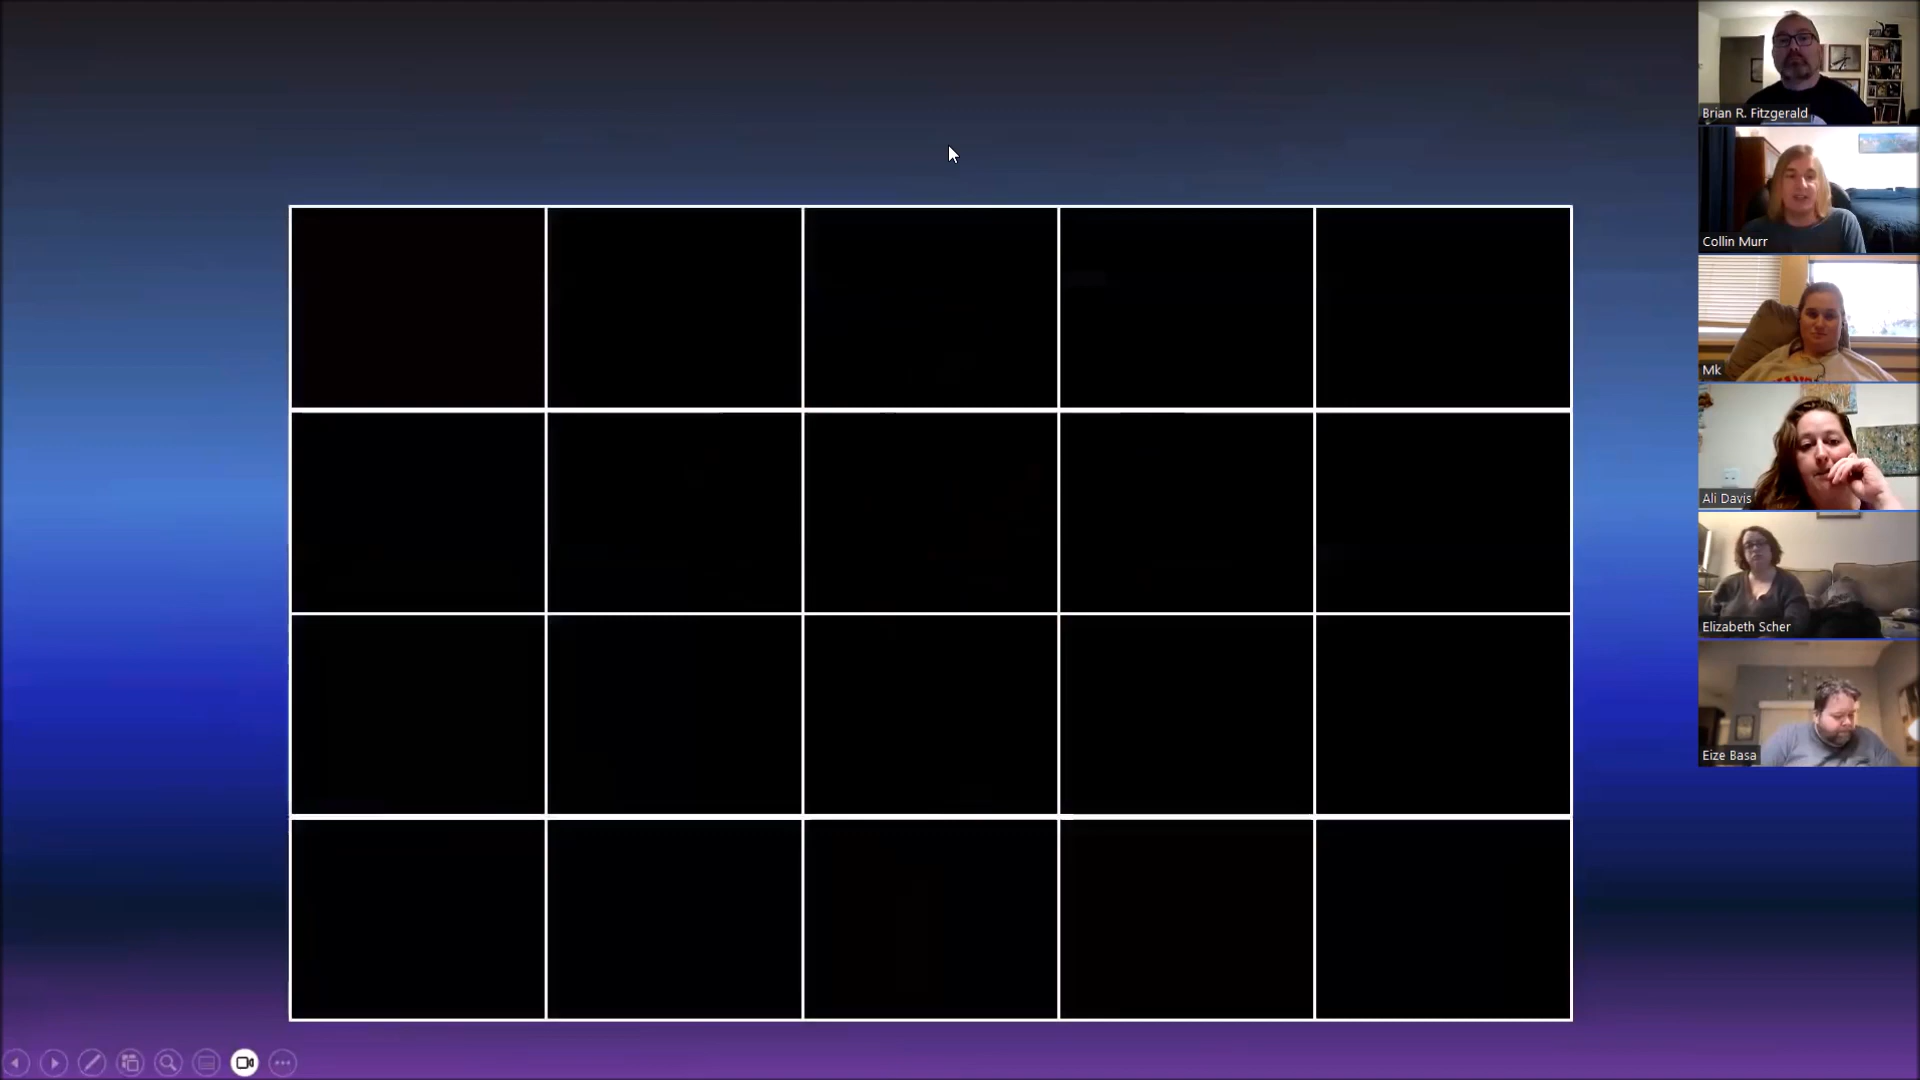 Brian R. Fitzgerald
Collin Murr
Mk
Ali Davis
Elizabeth Scher
Eize Basa